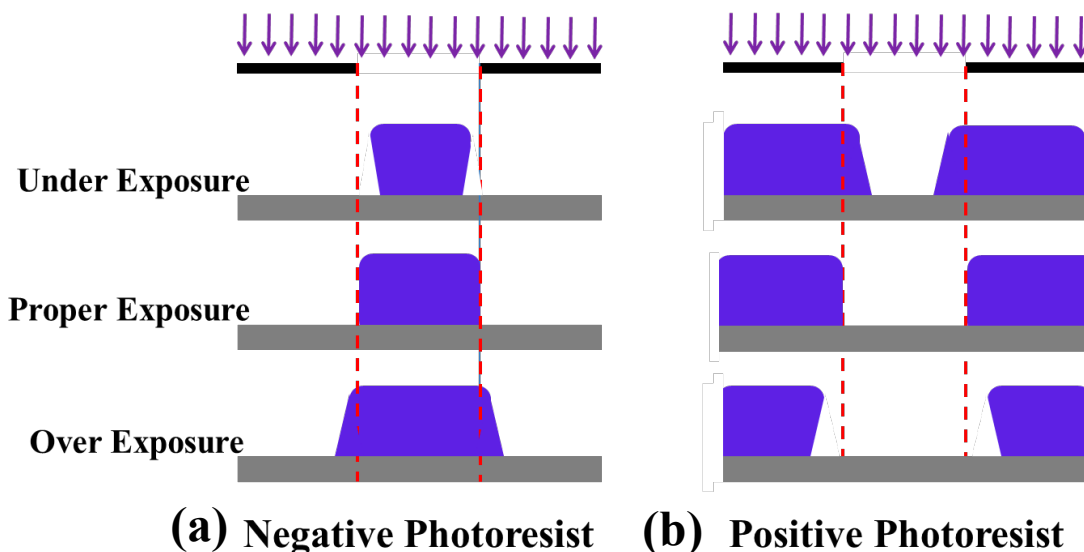 Under Exposure
Proper Exposure
Over Exposure
(a) Negative Photoresist
(b) Positive Photoresist